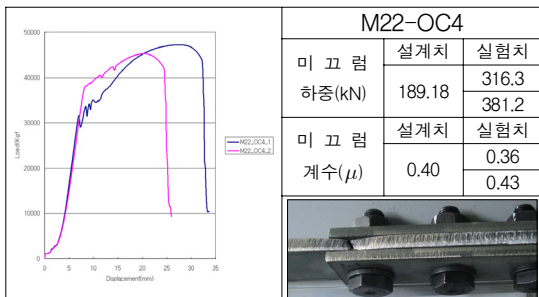 50000
40000
30000
20000
10000
0
0 5 10 15 20 25 30 35
Load(Kgf)
Displacement(mm)
M22_OC4_1
M22_OC4_2
M22-OC4
미 끄 럼
하중(kN)
설계치 실험치
189.18
316.3
381.2
미 끄 럼
계수(μ)
설계치 실험치
0.40
0.36
0.43